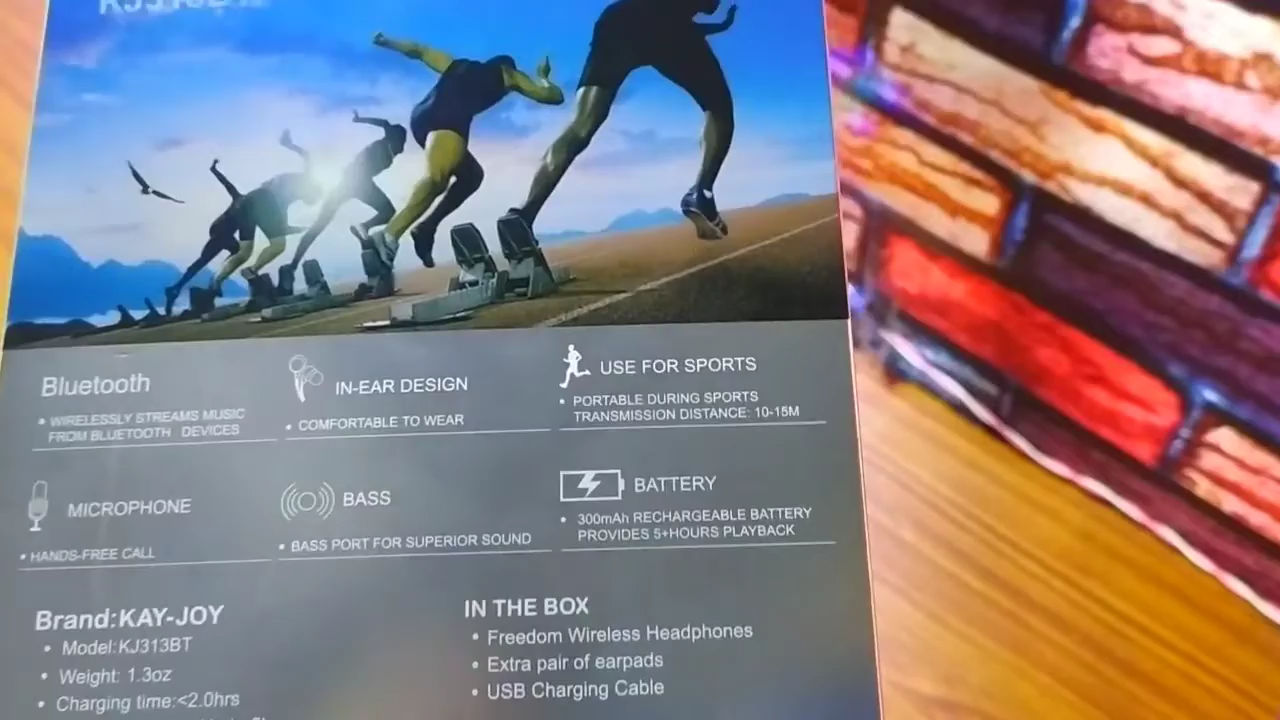 Bluetooth
• WIRELESSLY STREAMS MUSIC
FROM BLUETOOTH DEVICES
IN-EAR DESIGN
• COMFORTABLE TO WEAR
USE FOR SPORTS
• PORTABLE DURING SPORTS
TRANSMISSION DISTANCE: 10-15M
MICROPHONE
• HANDS-FREE CALL
BASS
• BASS PORT FOR SUPERIOR SOUND
BATTERY
• 300mAh RECHARGEABLE BATTERY
PROVIDES 5+HOURS PLAYBACK
Brand:KAY-JOY
• Model:KJ313BT
• Weight: 1.3oz
• Charging time:<2.0hrs
IN THE BOX
• Freedom Wireless Headphones
• Extra pair of earpads
• USB Charging Cable